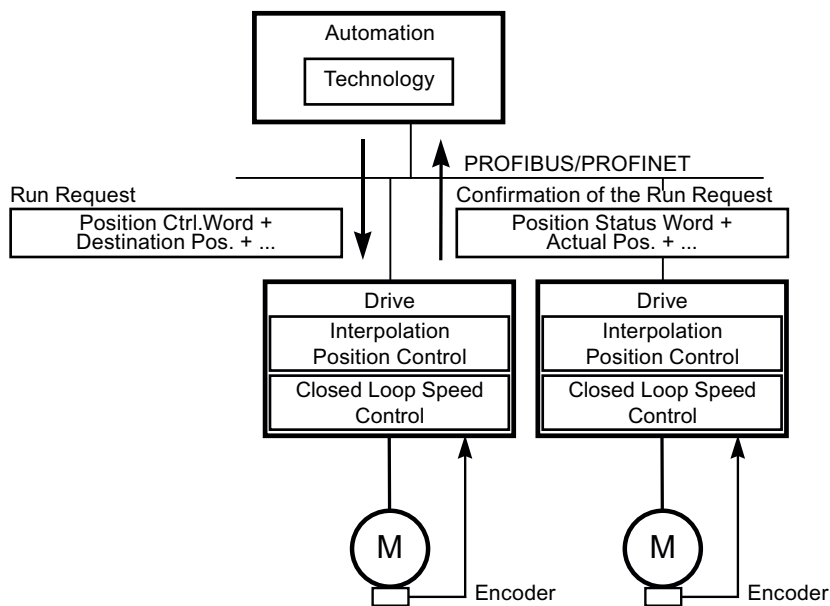 Automation
Technology
PROFIBUS/PROFINET
Run Request
Position Ctrl.Word +
Destination Pos. + ...
Confirmation of the Run Request
Position Status Word +
Actual Pos. + ...
Drive
Interpolation
Position Control
Closed Loop Speed
Control
Drive
Interpolation
Position Control
Closed Loop Speed
Control
M
Encoder
M
Encoder